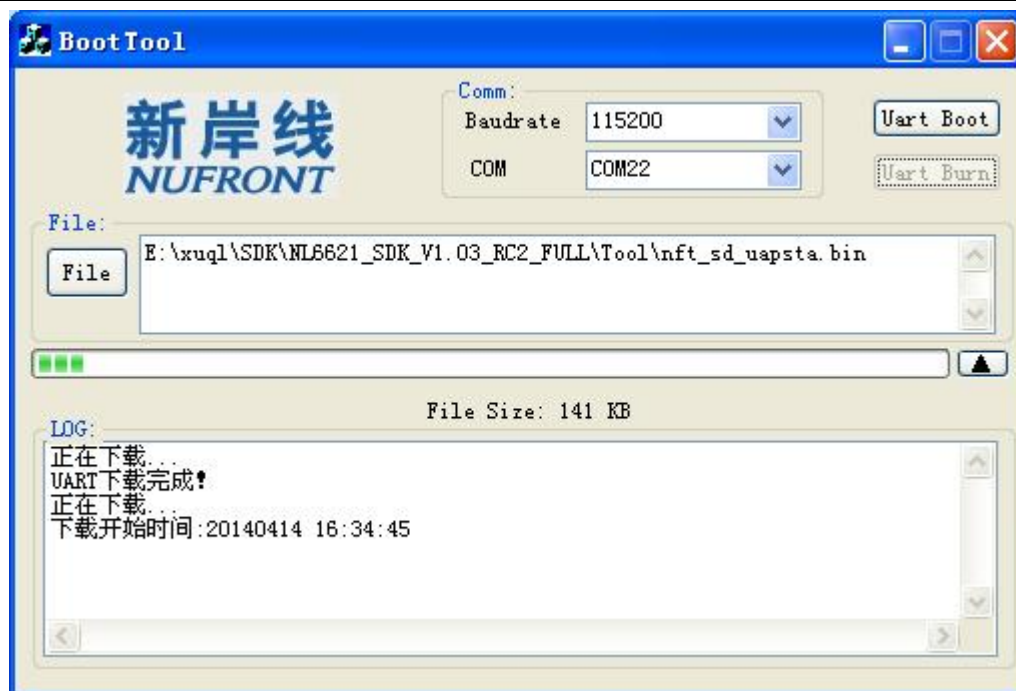 BootTool
新岸线
NUFRONT
Comm:
Baudrate 115200
COM COM22
Uart Boot
Uart Burn
File:
File
E:\xuql\SDK\NL6621_SDK_V1.03_RC2_FULL\Tool\nft_sd_uapsta.bin
File Size: 141 KB
LOG:
正在下载...
UART下载完成!
正在下载...
下载开始时间:20140414 16:34:45